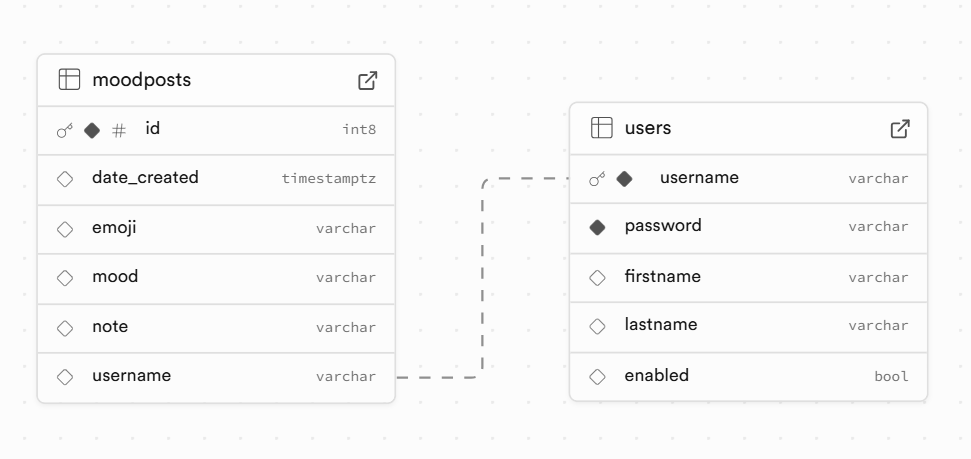 moodposts
# id int8
date_created timestamptz
emoji varchar
mood varchar
note varchar
username varchar
users
username varchar
password varchar
firstname varchar
lastname varchar
enabled bool